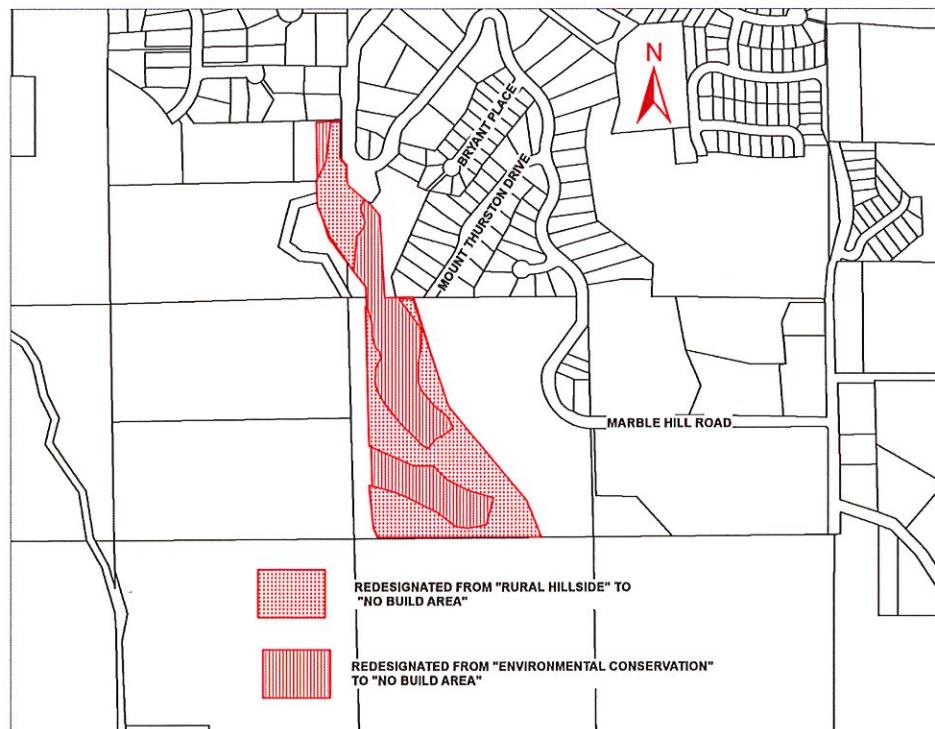 N
BRYANT PLACE
MOUNT THURSTON DRIVE
MARBLE HILL ROAD
REDESIGNATED FROM "RURAL HILLSIDE" TO
"NO BUILD AREA"
REDESIGNATED FROM "ENVIRONMENTAL CONSERVATION"
TO "NO BUILD AREA"